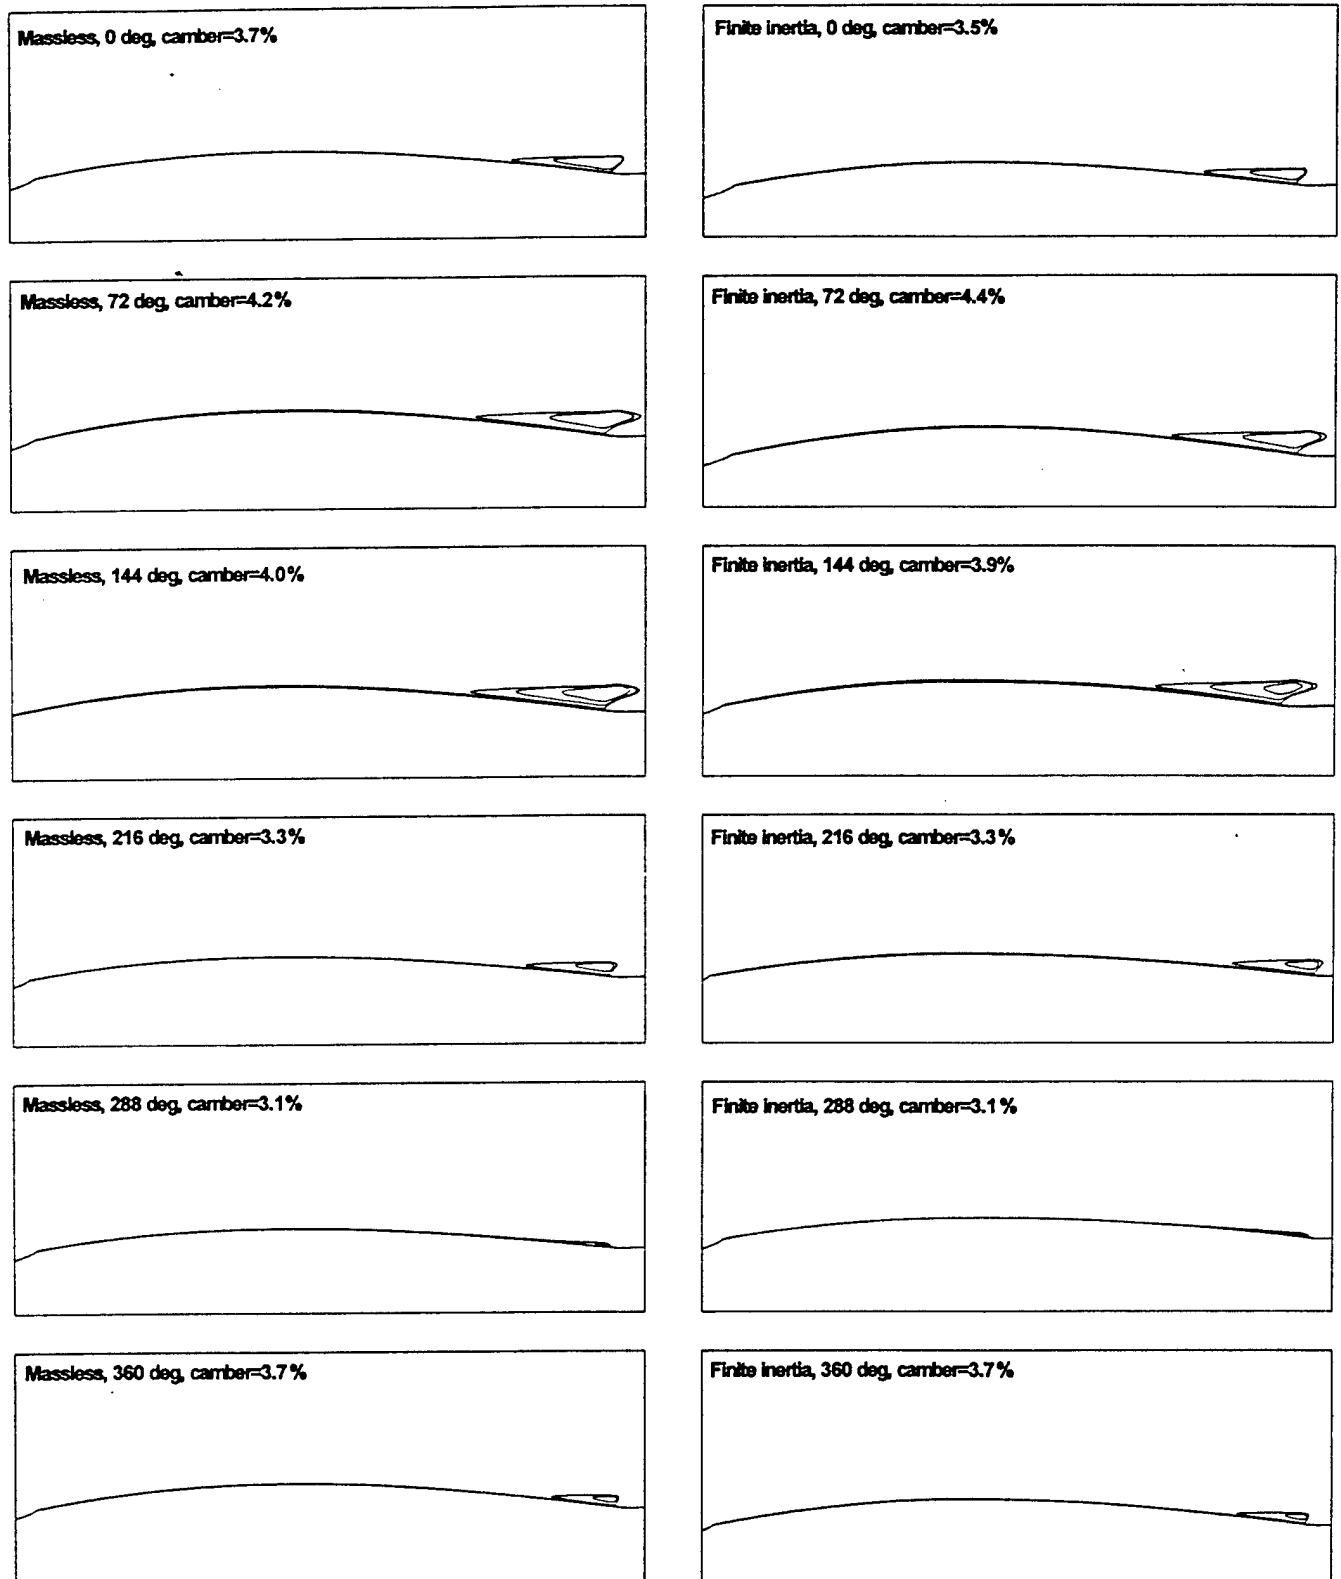 Massless, 0 deg, camber=3.7%
Finite inertia, 0 deg, camber=3.5%
Massless, 72 deg, camber=4.2%
Finite inertia, 72 deg, camber=4.4%
Massless, 144 deg, camber=4.0%
Finite inertia, 144 deg, camber=3.9%
Massless, 216 deg, camber=3.3%
Finite inertia, 216 deg, camber=3.3%
Massless, 288 deg, camber=3.1%
Finite inertia, 288 deg, camber=3.1%
Massless, 360 deg, camber=3.7%
Finite inertia, 360 deg, camber=3.7%